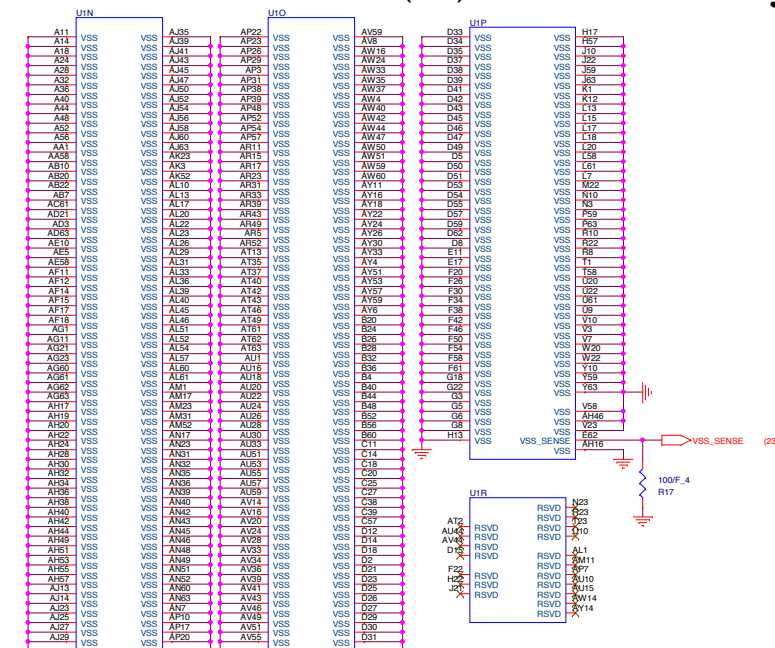 U1N
A11 VSS VSS AJ35
A14 VSS VSS AJ39
A18 VSS VSS AJ41
A24 VSS VSS AJ43
A28 VSS VSS AJ45
A32 VSS VSS AJ47
A36 VSS VSS AJ50
A40 VSS VSS AJ52
A44 VSS VSS AJ54
A48 VSS VSS AJ56
A52 VSS VSS AJ58
A56 VSS VSS AJ60
AA1 VSS VSS AJ63
AA58 VSS VSS AK23
AB10 VSS VSS AK3
AB20 VSS VSS AK52
AB22 VSS VSS AL10
AB7 VSS VSS AL13
AC61 VSS VSS AL17
AD21 VSS VSS AL20
AD3 VSS VSS AL22
AD63 VSS VSS AL23
AE10 VSS VSS AL26
AE5 VSS VSS AL29
AE58 VSS VSS AL31
AF11 VSS VSS AL33
AF12 VSS VSS AL36
AF14 VSS VSS AL39
AF15 VSS VSS AL40
AF17 VSS VSS AL45
AF18 VSS VSS AL46
AG1 VSS VSS AL51
AG11 VSS VSS AL52
AG21 VSS VSS AL54
AG23 VSS VSS AL57
AG60 VSS VSS AL60
AG61 VSS VSS AL61
AG62 VSS VSS AM1
AG63 VSS VSS AM17
AH17 VSS VSS AM23
AH19 VSS VSS AM31
AH20 VSS VSS AM52
AH22 VSS VSS AN17
AH24 VSS VSS AN23
AH28 VSS VSS AN31
AH30 VSS VSS AN32
AH32 VSS VSS AN35
AH34 VSS VSS AN36
AH36 VSS VSS AN39
AH38 VSS VSS AN40
AH40 VSS VSS AN42
AH42 VSS VSS AN43
AH44 VSS VSS AN45
AH49 VSS VSS AN46
AH51 VSS VSS AN48
AH53 VSS VSS AN49
AH55 VSS VSS AN51
AH57 VSS VSS AN52
AJ13 VSS VSS AN60
AJ14 VSS VSS AN63
AJ23 VSS VSS AN7
AJ25 VSS VSS AP10
AJ27 VSS VSS AP17
AJ29 VSS VSS AP20
U1O
AP22 VSS VSS AV59
AP23 VSS VSS AV8
AP26 VSS VSS AW16
AP29 VSS VSS AW24
AP3 VSS VSS AW33
AP31 VSS VSS AW35
AP38 VSS VSS AW37
AP39 VSS VSS AW4
AP48 VSS VSS AW40
AP52 VSS VSS AW42
AP54 VSS VSS AW44
AP57 VSS VSS AW47
AR11 VSS VSS AW50
AR15 VSS VSS AW51
AR17 VSS VSS AW59
AR23 VSS VSS AW60
AR31 VSS VSS AY11
AR33 VSS VSS AY16
AR39 VSS VSS AY18
AR43 VSS VSS AY22
AR49 VSS VSS AY24
AR5 VSS VSS AY26
AR52 VSS VSS AY30
AT13 VSS VSS AY33
AT35 VSS VSS AY4
AT37 VSS VSS AY51
AT40 VSS VSS AY53
AT42 VSS VSS AY57
AT43 VSS VSS AY59
AT46 VSS VSS AY6
AT49 VSS VSS B20
AT61 VSS VSS B24
AT62 VSS VSS B26
AT63 VSS VSS B28
AU1 VSS VSS B32
AU16 VSS VSS B36
AU18 VSS VSS B4
AU20 VSS VSS B40
AU22 VSS VSS B44
AU24 VSS VSS B48
AU26 VSS VSS B52
AU28 VSS VSS B56
AU30 VSS VSS B60
AU33 VSS VSS C11
AU51 VSS VSS C14
AU53 VSS VSS C18
AU55 VSS VSS C20
AU57 VSS VSS C25
AU59 VSS VSS C27
AV14 VSS VSS C38
AV16 VSS VSS C39
AV20 VSS VSS C57
AV24 VSS VSS D12
AV28 VSS VSS D14
AV33 VSS VSS D18
AV34 VSS VSS D2
AV36 VSS VSS D21
AV39 VSS VSS D23
AV41 VSS VSS D25
AV43 VSS VSS D26
AV46 VSS VSS D27
AV49 VSS VSS D29
AV51 VSS VSS D30
AV55 VSS VSS D31
U1P
D33 VSS VSS H17
D34 VSS VSS H57
D35 VSS VSS J10
D37 VSS VSS J22
D38 VSS VSS J59
D39 VSS VSS J63
D41 VSS VSS K1
D42 VSS VSS K12
D43 VSS VSS L13
D45 VSS VSS L15
D46 VSS VSS L17
D47 VSS VSS L18
D49 VSS VSS L20
D5 VSS VSS L58
D50 VSS VSS L61
D51 VSS VSS L7
D53 VSS VSS M22
D54 VSS VSS N10
D55 VSS VSS N3
D57 VSS VSS P59
D59 VSS VSS P63
D62 VSS VSS R10
D8 VSS VSS R22
E11 VSS VSS R8
E17 VSS VSS T1
F20 VSS VSS T58
F26 VSS VSS U20
F30 VSS VSS U22
F34 VSS VSS U61
F38 VSS VSS U9
F42 VSS VSS V10
F46 VSS VSS V3
F50 VSS VSS V7
F54 VSS VSS W20
F58 VSS VSS W22
F61 VSS VSS Y10
G18 VSS VSS Y59
G22 VSS VSS Y63
G3 VSS
G5 VSS VSS V58
G6 VSS VSS AH46
G8 VSS VSS V23
H13 VSS VSS_SENSE E62 VSS_SENSE (23
VSS AH16
100/F_4
R17
U1R
RSVD N23
RSVD R23
AT2 RSVD RSVD T23
AU44 RSVD RSVD U10
AV44 RSVD
D15 RSVD RSVD AL1
RSVD AM11
F22 RSVD RSVD AP7
H22 RSVD RSVD AU10
J21 RSVD RSVD AU15
RSVD AW14
RSVD AY14